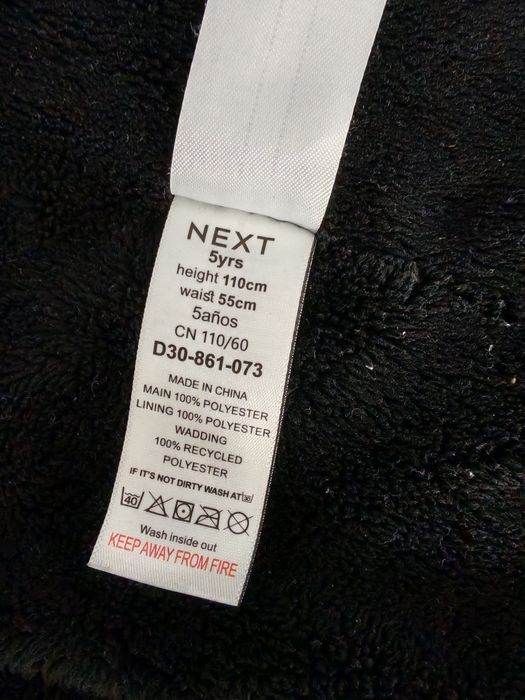 NEXT
5yrs
height 110cm
waist 55cm
5años
CN 110/60
D30-861-073
MADE IN CHINA
MAIN 100% POLYESTER
LINING 100% POLYESTER
WADDING
100% RECYCLED
POLYESTER
IF IT'S NOT DIRTY WASH AT 30
40
Wash inside out
KEEP AWAY FROM FIRE